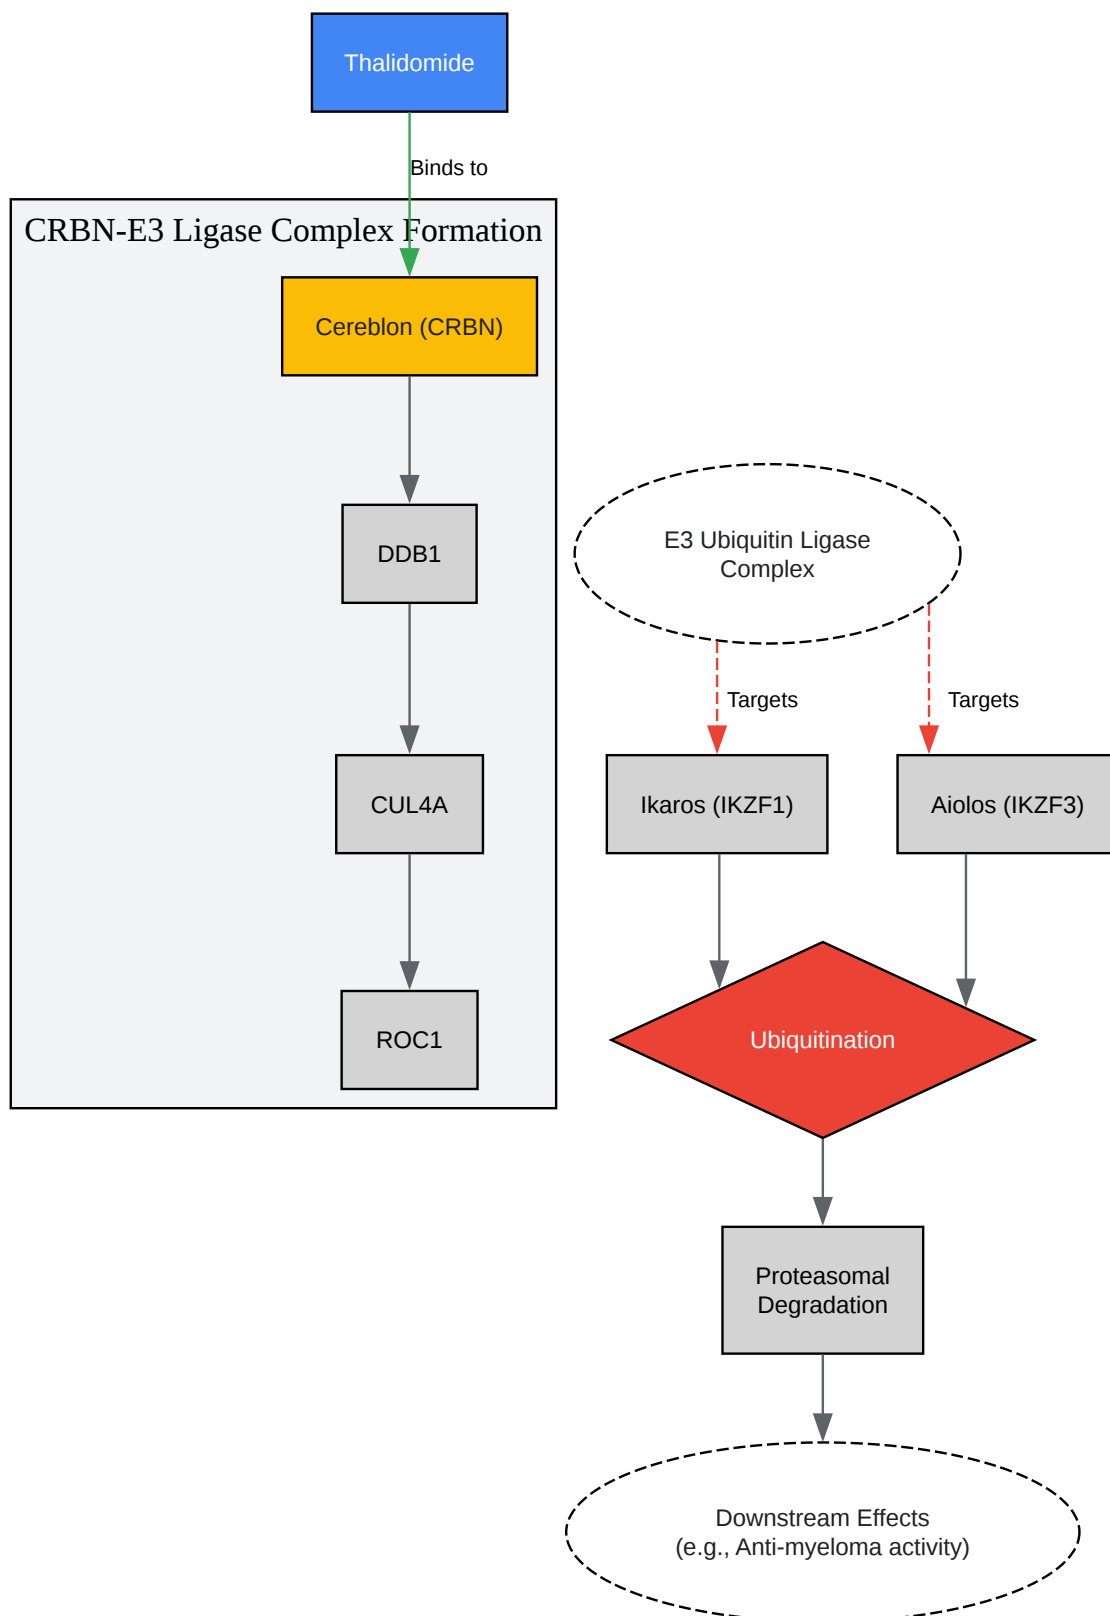 Thalidomide
Binds to
CRBN-E3 Ligase Complex Formation
Cereblon (CRBN)
DDB1
E3 Ubiquitin Ligase
Complex
Targets
Targets
CUL4A
Ikaros (IKZF1)
Aiolos (IKZF3)
ROC1
Ubiquitination
Proteasomal
Degradation
Downstream Effects
(e.g., Anti-myeloma activity)